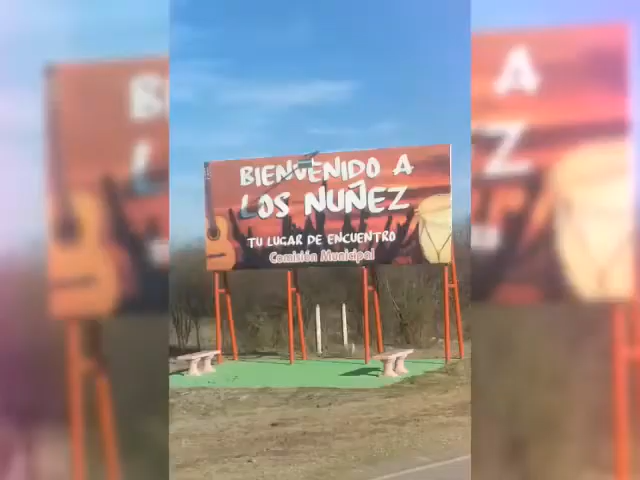 BIENVENIDO A
LOS NUÑEZ
TU LUGAR DE ENCUENTRO
Comisión Municipal